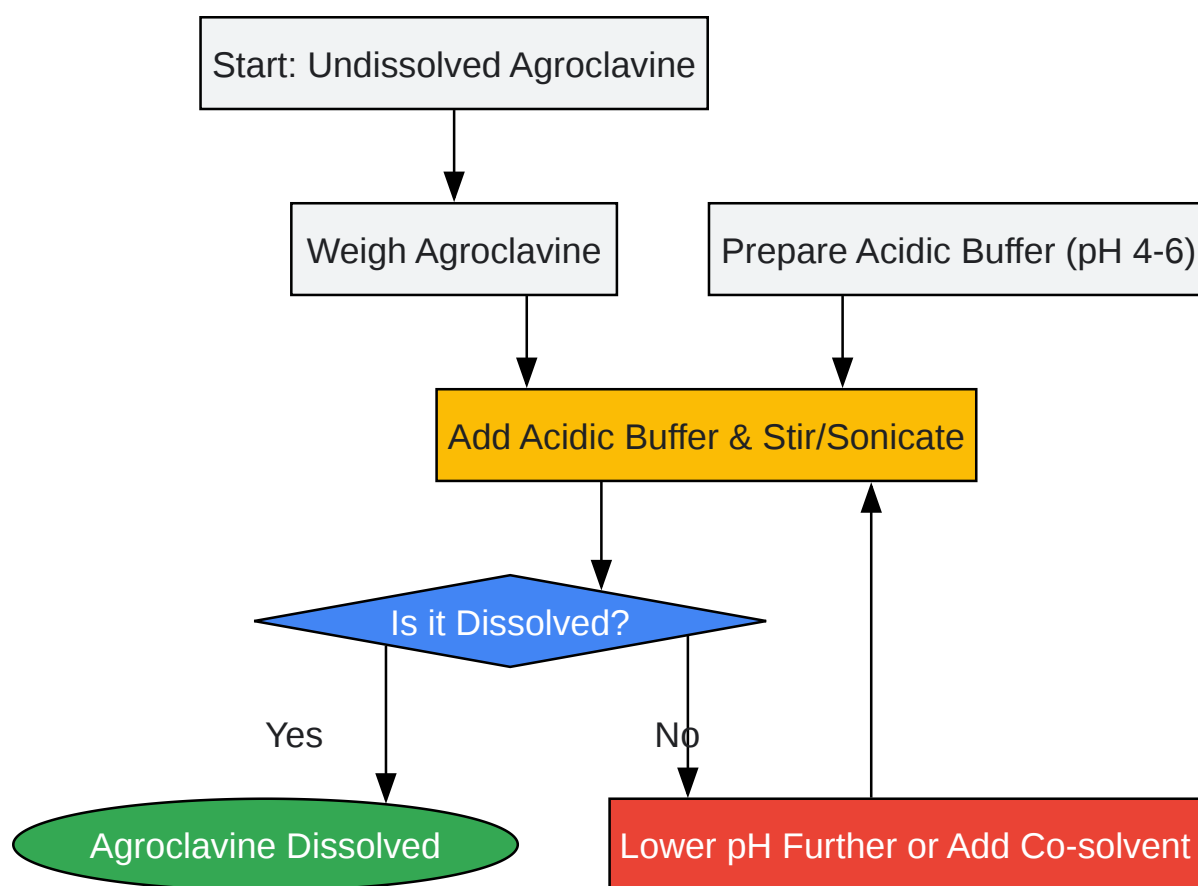 Start: Undissolved Agroclavine
Weigh Agroclavine
Prepare Acidic Buffer (pH 4-6)
Add Acidic Buffer & Stir/Sonicate
Is it Dissolved?
Yes
No
Agroclavine Dissolved
Lower pH Further or Add Co-solvent